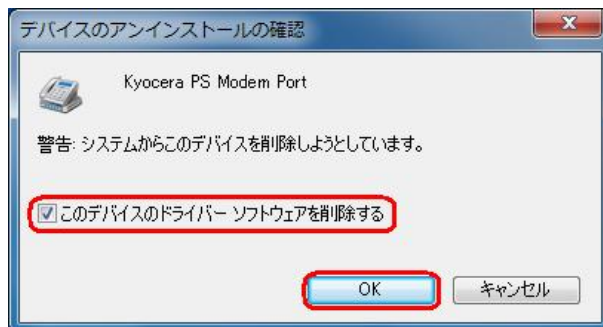 デバイスのアンインストールの確認
Kyocera PS Modem Port
警告: システムからこのデバイスを削除しようとしています。
このデバイスのドライバー ソフトウェアを削除する
OK
キャンセル